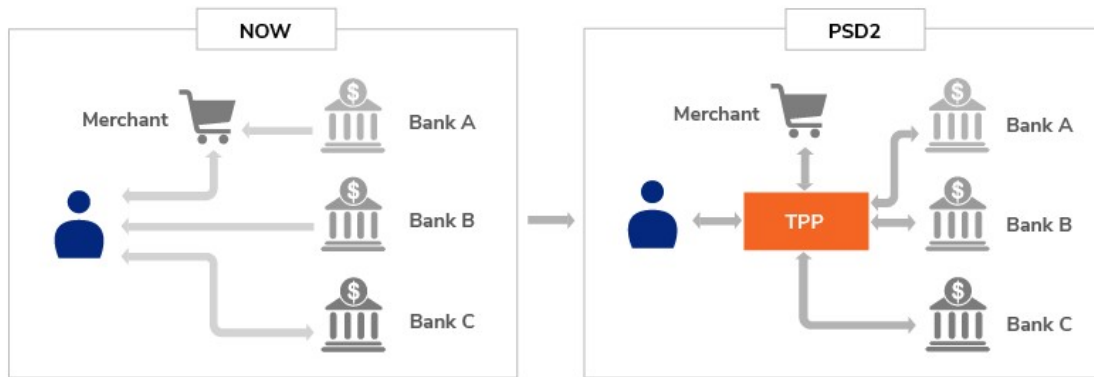 NOW
Merchant
$
Bank A
$
Bank B
$
Bank C
PSD2
Merchant
$
Bank A
TPP
$
Bank B
$
Bank C